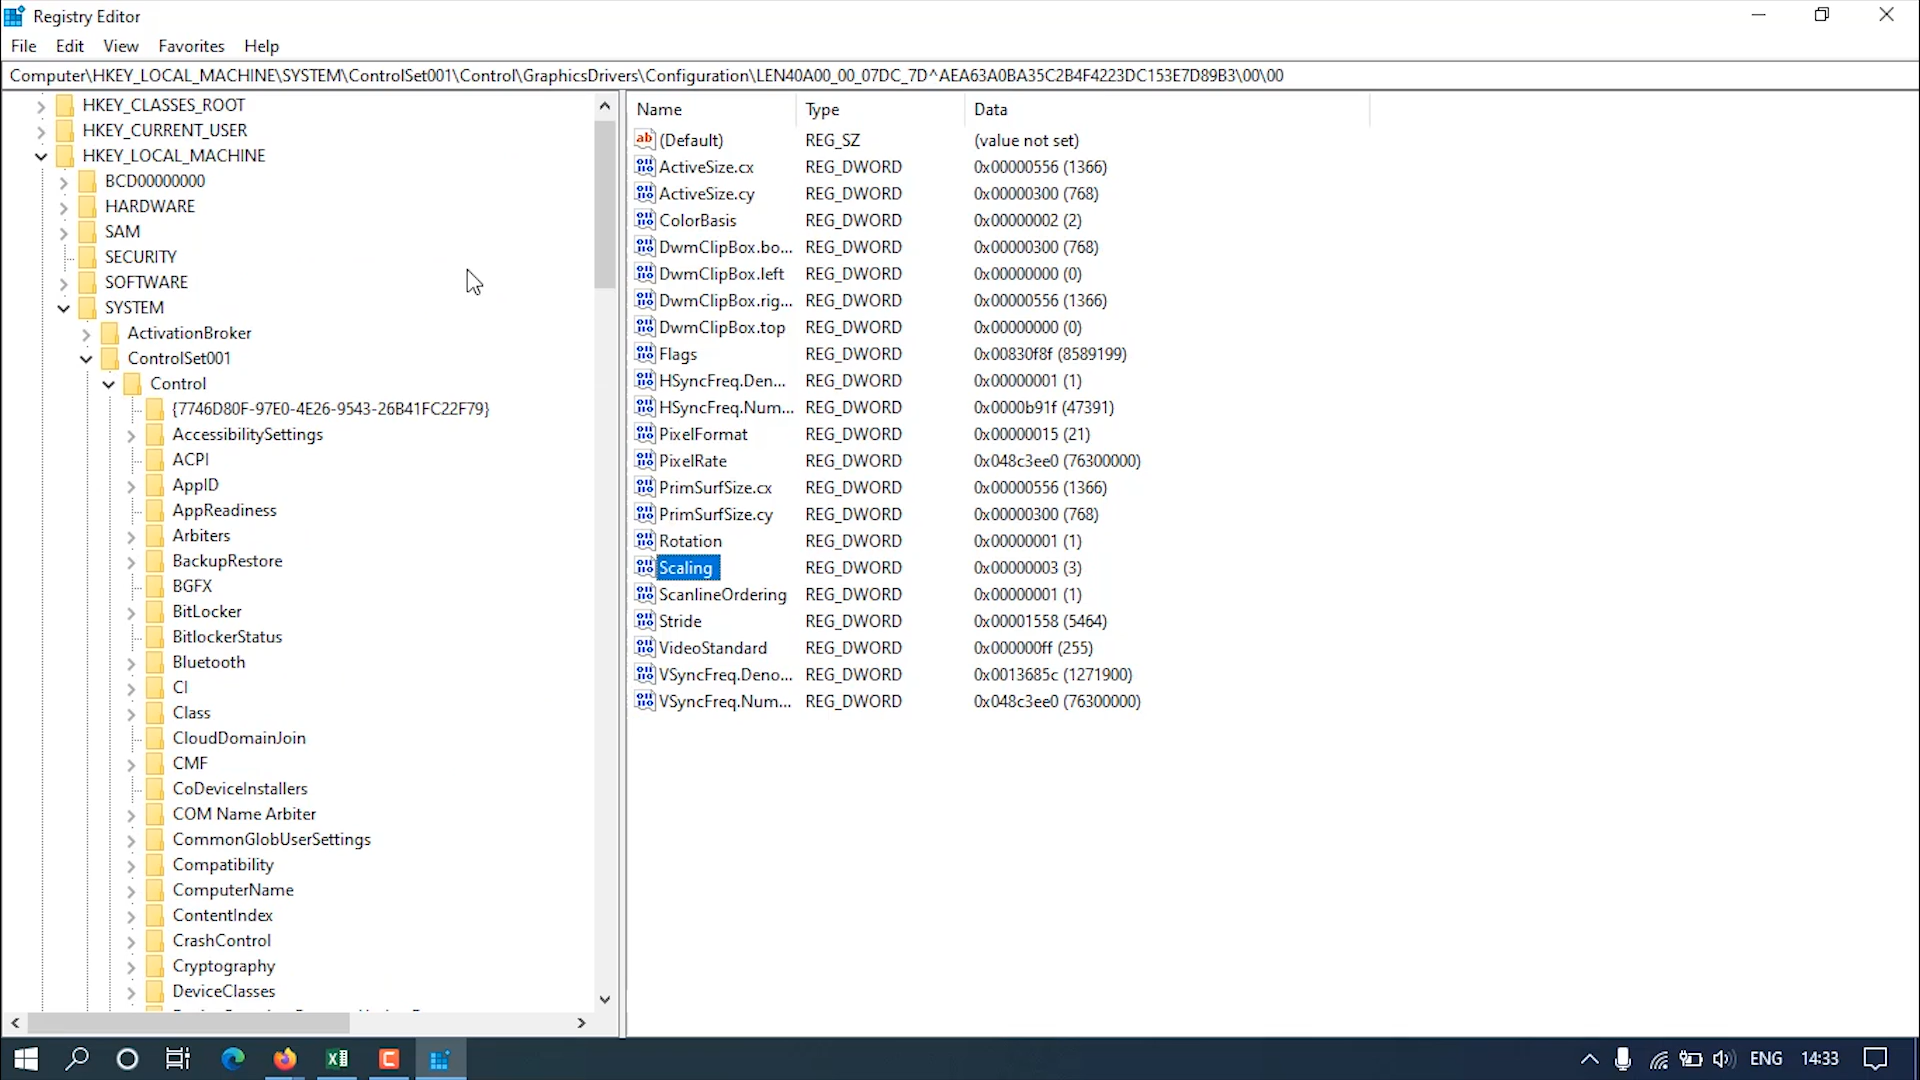 Registry Editor
File Edit View Favorites Help
Computer\HKEY_LOCAL_MACHINE\SYSTEM\ControlSet001\Control\GraphicsDrivers\Configuration\LEN40A00_00_07DC_7D^AEA63A0BA35C2B4F4223DC153E7D89B3\00\00
HKEY_CLASSES_ROOT
HKEY_CURRENT_USER
HKEY_LOCAL_MACHINE
BCD00000000
HARDWARE
SAM
SECURITY
SOFTWARE
SYSTEM
ActivationBroker
ControlSet001
Control
{7746D80F-97E0-4E26-9543-26B41FC22F79}
AccessibilitySettings
ACPI
AppID
AppReadiness
Arbiters
BackupRestore
BGFX
BitLocker
BitlockerStatus
Bluetooth
CI
Class
CloudDomainJoin
CMF
CoDeviceInstallers
COM Name Arbiter
CommonGlobUserSettings
Compatibility
ComputerName
ContentIndex
CrashControl
Cryptography
DeviceClasses
Name Type Data
(Default) REG_SZ (value not set)
ActiveSize.cx REG_DWORD 0x00000556 (1366)
ActiveSize.cy REG_DWORD 0x00000300 (768)
ColorBasis REG_DWORD 0x00000002 (2)
DwmClipBox.bo... REG_DWORD 0x00000300 (768)
DwmClipBox.left REG_DWORD 0x00000000 (0)
DwmClipBox.rig... REG_DWORD 0x00000556 (1366)
DwmClipBox.top REG_DWORD 0x00000000 (0)
Flags REG_DWORD 0x00830f8f (8589199)
HSyncFreq.Den... REG_DWORD 0x00000001 (1)
HSyncFreq.Num... REG_DWORD 0x0000b91f (47391)
PixelFormat REG_DWORD 0x00000015 (21)
PixelRate REG_DWORD 0x048c3ee0 (76300000)
PrimSurfSize.cx REG_DWORD 0x00000556 (1366)
PrimSurfSize.cy REG_DWORD 0x00000300 (768)
Rotation REG_DWORD 0x00000001 (1)
Scaling REG_DWORD 0x00000003 (3)
ScanlineOrdering REG_DWORD 0x00000001 (1)
Stride REG_DWORD 0x00001558 (5464)
VideoStandard REG_DWORD 0x000000ff (255)
VSyncFreq.Deno... REG_DWORD 0x0013685c (1271900)
VSyncFreq.Num... REG_DWORD 0x048c3ee0 (76300000)
ENG 14:33